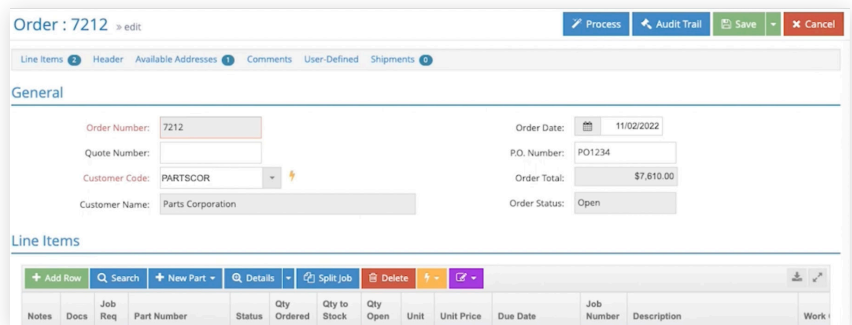 Order : 7212 » edit Process Audit Trail Save Cancel
Line Items 2 Header Available Addresses 1 Comments User-Defined Shipments 0
General
Order Number: 7212 Order Date: 11/02/2022
Quote Number: P.O. Number: PO1234
Customer Code: PARTSCOR Order Total: $7,610.00
Customer Name: Parts Corporation Order Status: Open
Line Items
+ Add Row Search + New Part Details Split Job Delete
Job Qty Qty to Qty Job
Notes Docs Req Part Number Status Ordered Stock Open Unit Unit Price Due Date Number Description Work